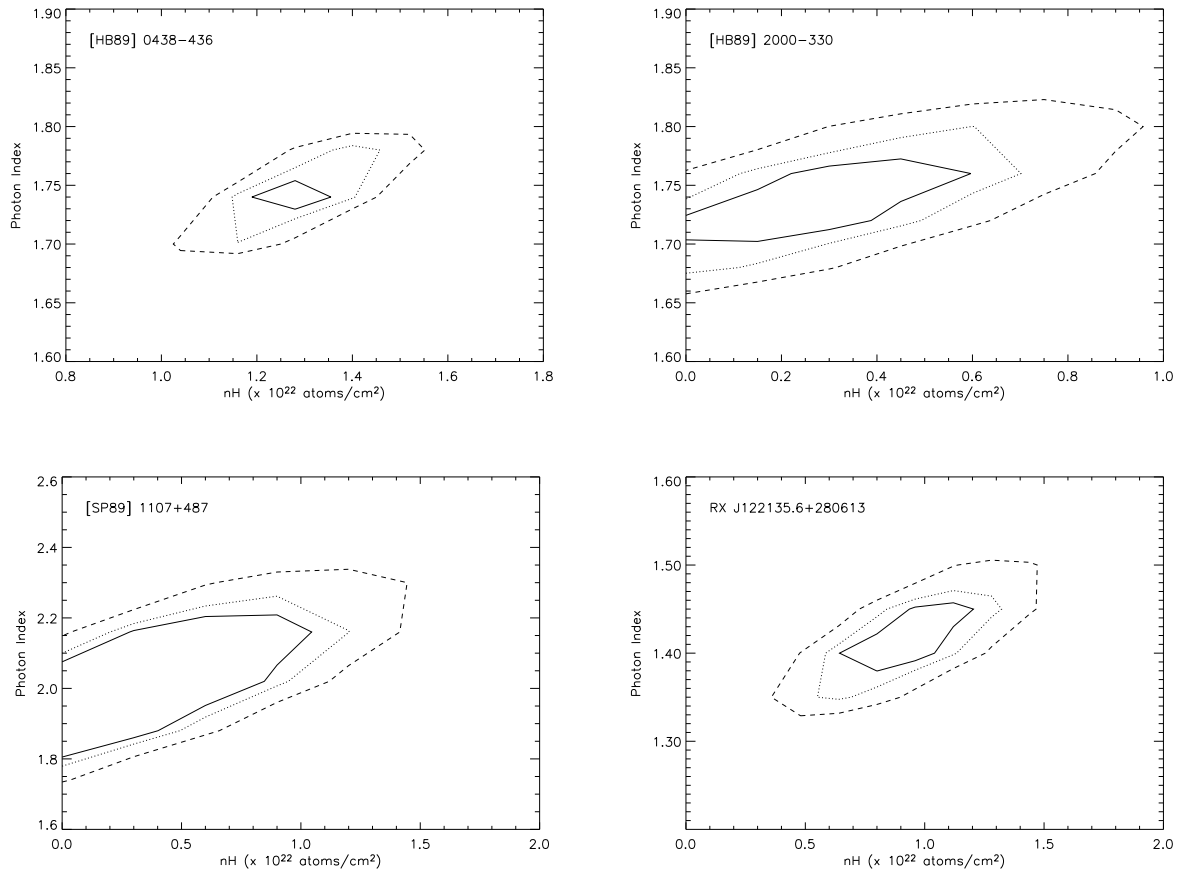 [HB89] 0438−436
Photon Index
1.90
1.85
1.80
1.75
1.70
1.65
1.60
0.8 1.0 1.2 1.4 1.6 1.8
nH (x 10²² atoms/cm²)
[HB89] 2000−330
Photon Index
1.90
1.85
1.80
1.75
1.70
1.65
1.60
0.0 0.2 0.4 0.6 0.8 1.0
nH (x 10²² atoms/cm²)
[SP89] 1107+487
Photon Index
2.6
2.4
2.2
2.0
1.8
1.6
0.0 0.5 1.0 1.5 2.0
nH (x 10²² atoms/cm²)
RX J122135.6+280613
Photon Index
1.60
1.50
1.40
1.30
0.0 0.5 1.0 1.5 2.0
nH (x 10²² atoms/cm²)